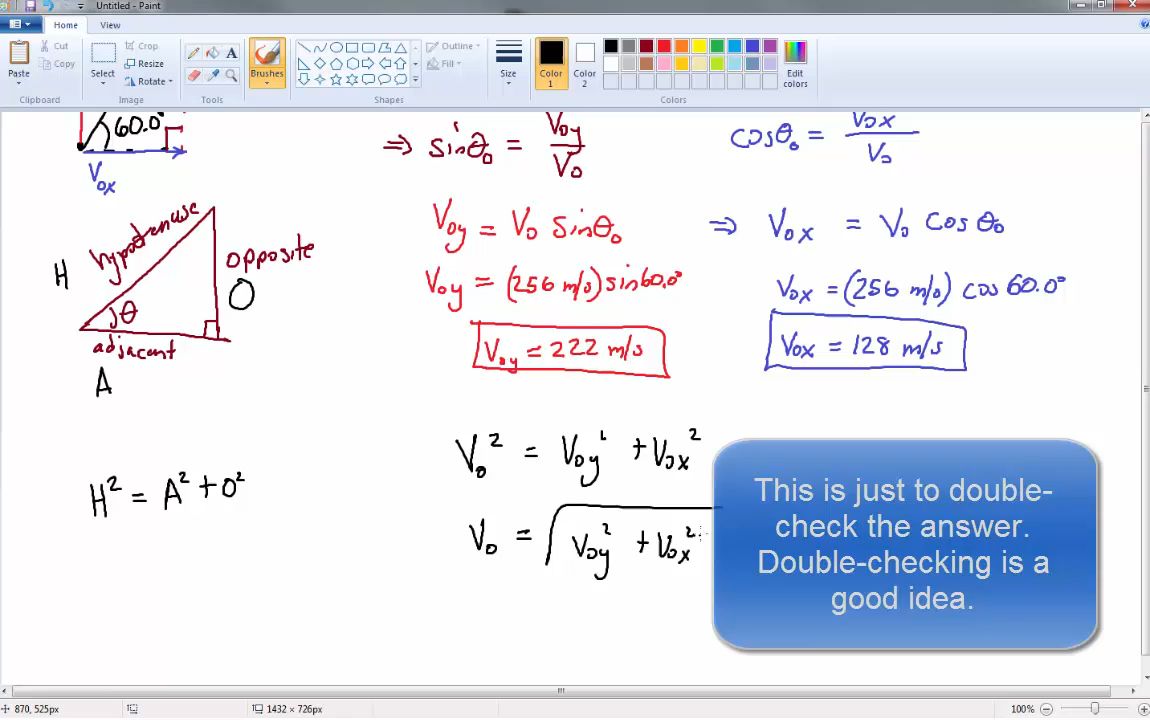 Untitled - Paint
Home View
Paste Cut Copy Select Crop Resize Rotate Brushes Outline Fill Size Color 1 Color 2 Edit colors
Clipboard Image Tools Shapes Colors
60.0°
V₀ₓ
⇒ sinθ₀ = V₀y/V₀
cosθ₀ = V₀ₓ/V₀
hypotenuse
H
opposite
O
θ
adjacent
A
V₀y = V₀ sinθ₀
⇒ V₀ₓ = V₀ cosθ₀
V₀y = (256 m/s) sin60.0°
V₀ₓ = (256 m/s) cos 60.0°
V₀y = 222 m/s
V₀ₓ = 128 m/s
H² = A² + O²
V₀² = V₀y² + V₀ₓ²
V₀ = √V₀y² + V₀ₓ²
This is just to double-
check the answer.
Double-checking is a
good idea.
870, 525px
1432 × 726px
100%